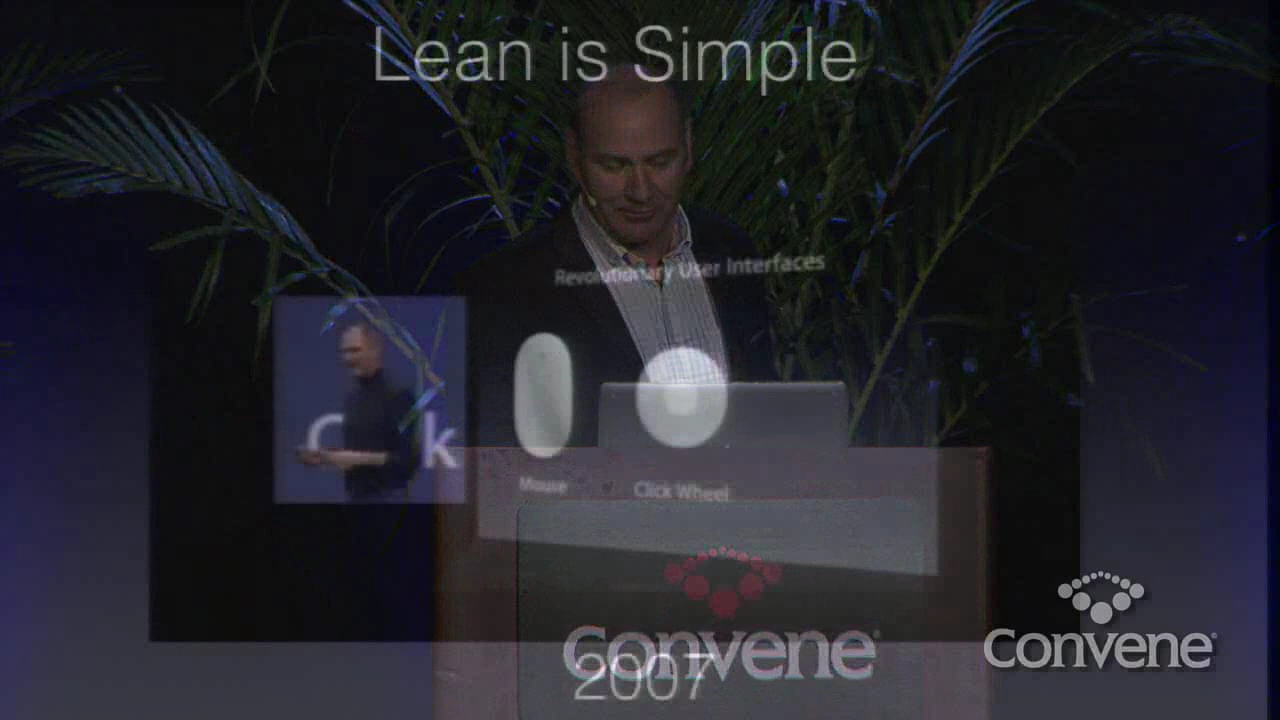 Lean is Simple
Revolutionary User Interfaces
Mouse
Click Wheel
Convene
2007
Convene